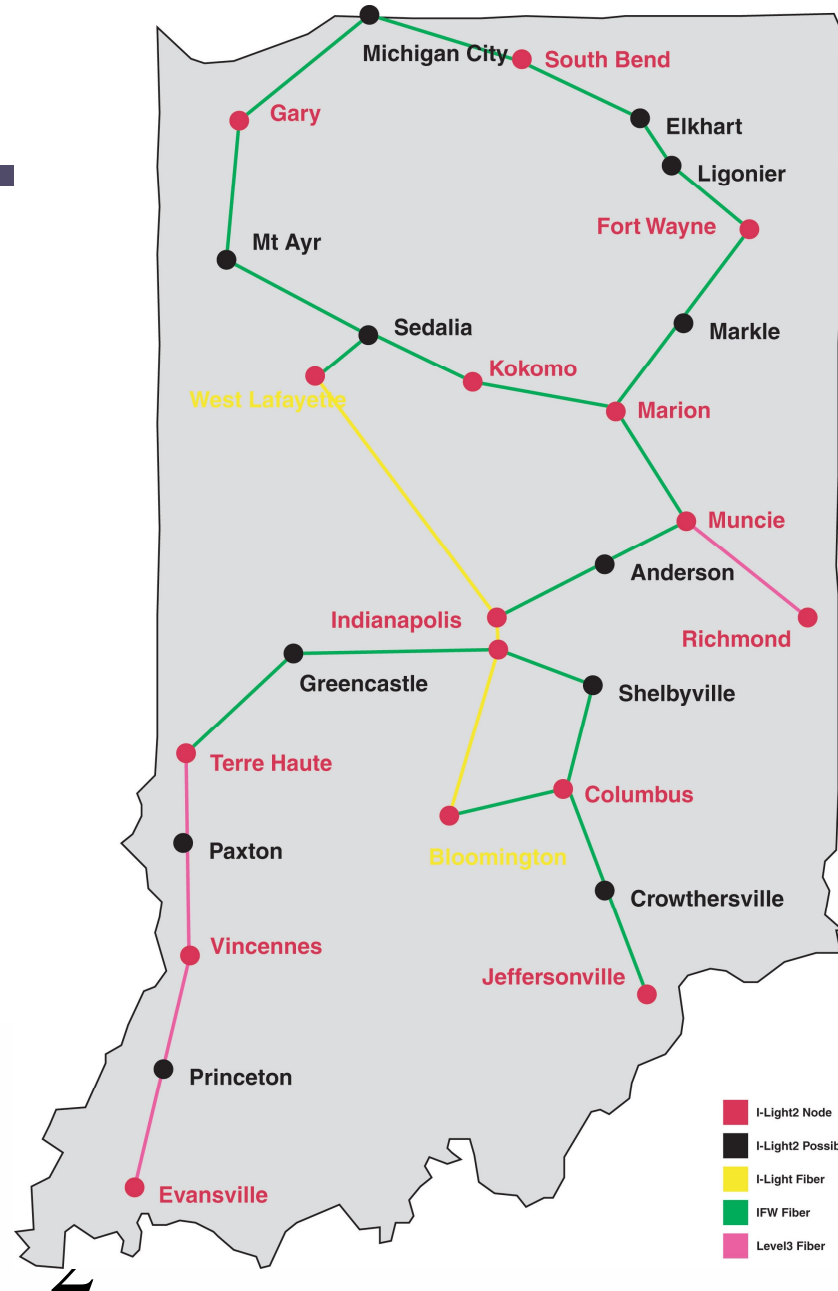 Michigan City
South Bend
Gary
Elkhart
Ligonier
Fort Wayne
Mt Ayr
Sedalia
Markle
Kokomo
West Lafayette
Marion
Muncie
Anderson
Indianapolis
Richmond
Greencastle
Shelbyville
Terre Haute
Columbus
Paxton
Bloomington
Crowthersville
Vincennes
Jeffersonville
Princeton
Evansville
I-Light2 Node
I-Light2 Possib
I-Light Fiber
IFW Fiber
Level3 Fiber